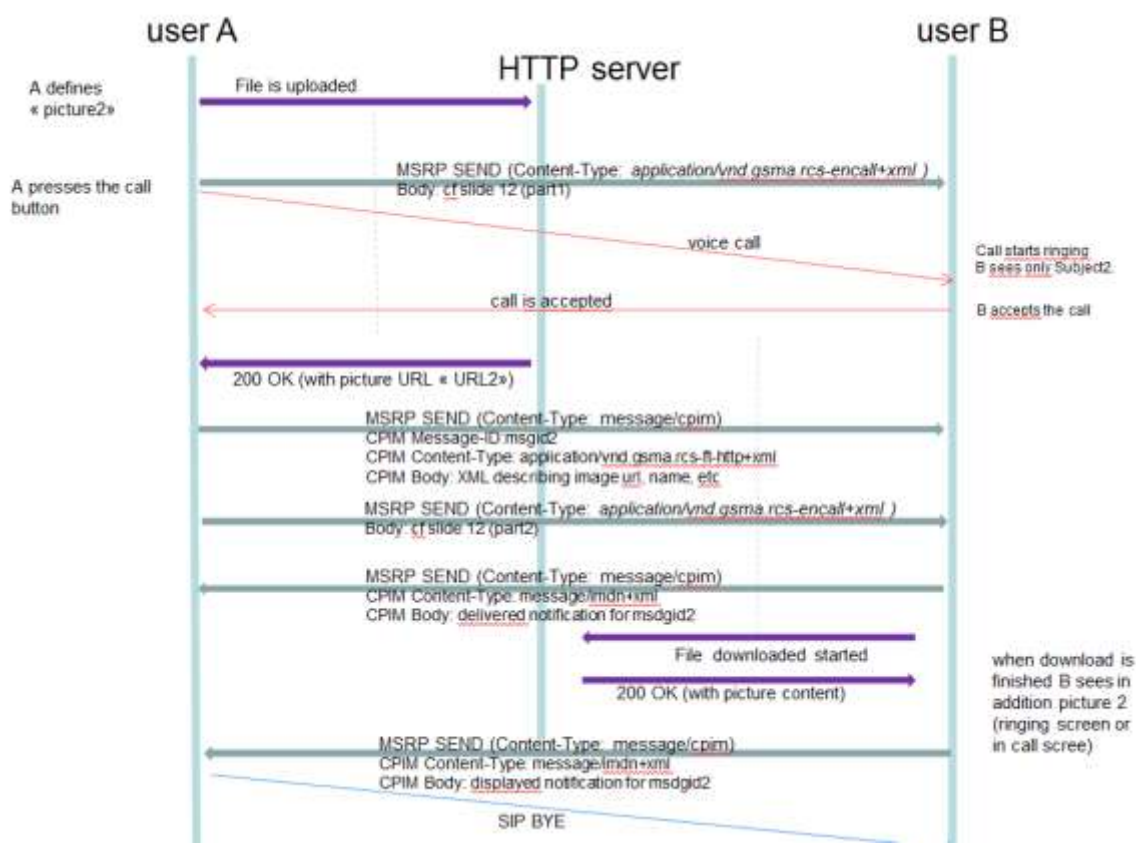 user A
user B
HTTP server
A defines
« picture2»
File is uploaded
MSRP SEND (Content-Type: application/vnd.gsma.rcs-encall+xml )
Body: cf slide 12 (part1)
A presses the call
button
voice call
Call starts ringing
B sees only Subject2.
call is accepted
B accepts the call
200 OK (with picture URL « URL2»)
MSRP SEND (Content-Type: message/cpim)
CPIM Message-ID:msgid2
CPIM Content-Type: application/vnd.gsma.rcs-ft-http+xml
CPIM Body: XML describing image url, name, etc
MSRP SEND (Content-Type: application/vnd.gsma.rcs-encall+xml )
Body: cf slide 12 (part2)
MSRP SEND (Content-Type: message/cpim)
CPIM Content-Type: message/imdn+xml
CPIM Body: delivered notification for msdgid2
File downloaded started
200 OK (with picture content)
when download is
finished B sees in
addition picture 2
(ringing screen or
in call scree)
MSRP SEND (Content-Type: message/cpim)
CPIM Content-Type: message/imdn+xml
CPIM Body: displayed notification for msdgid2
SIP BYE